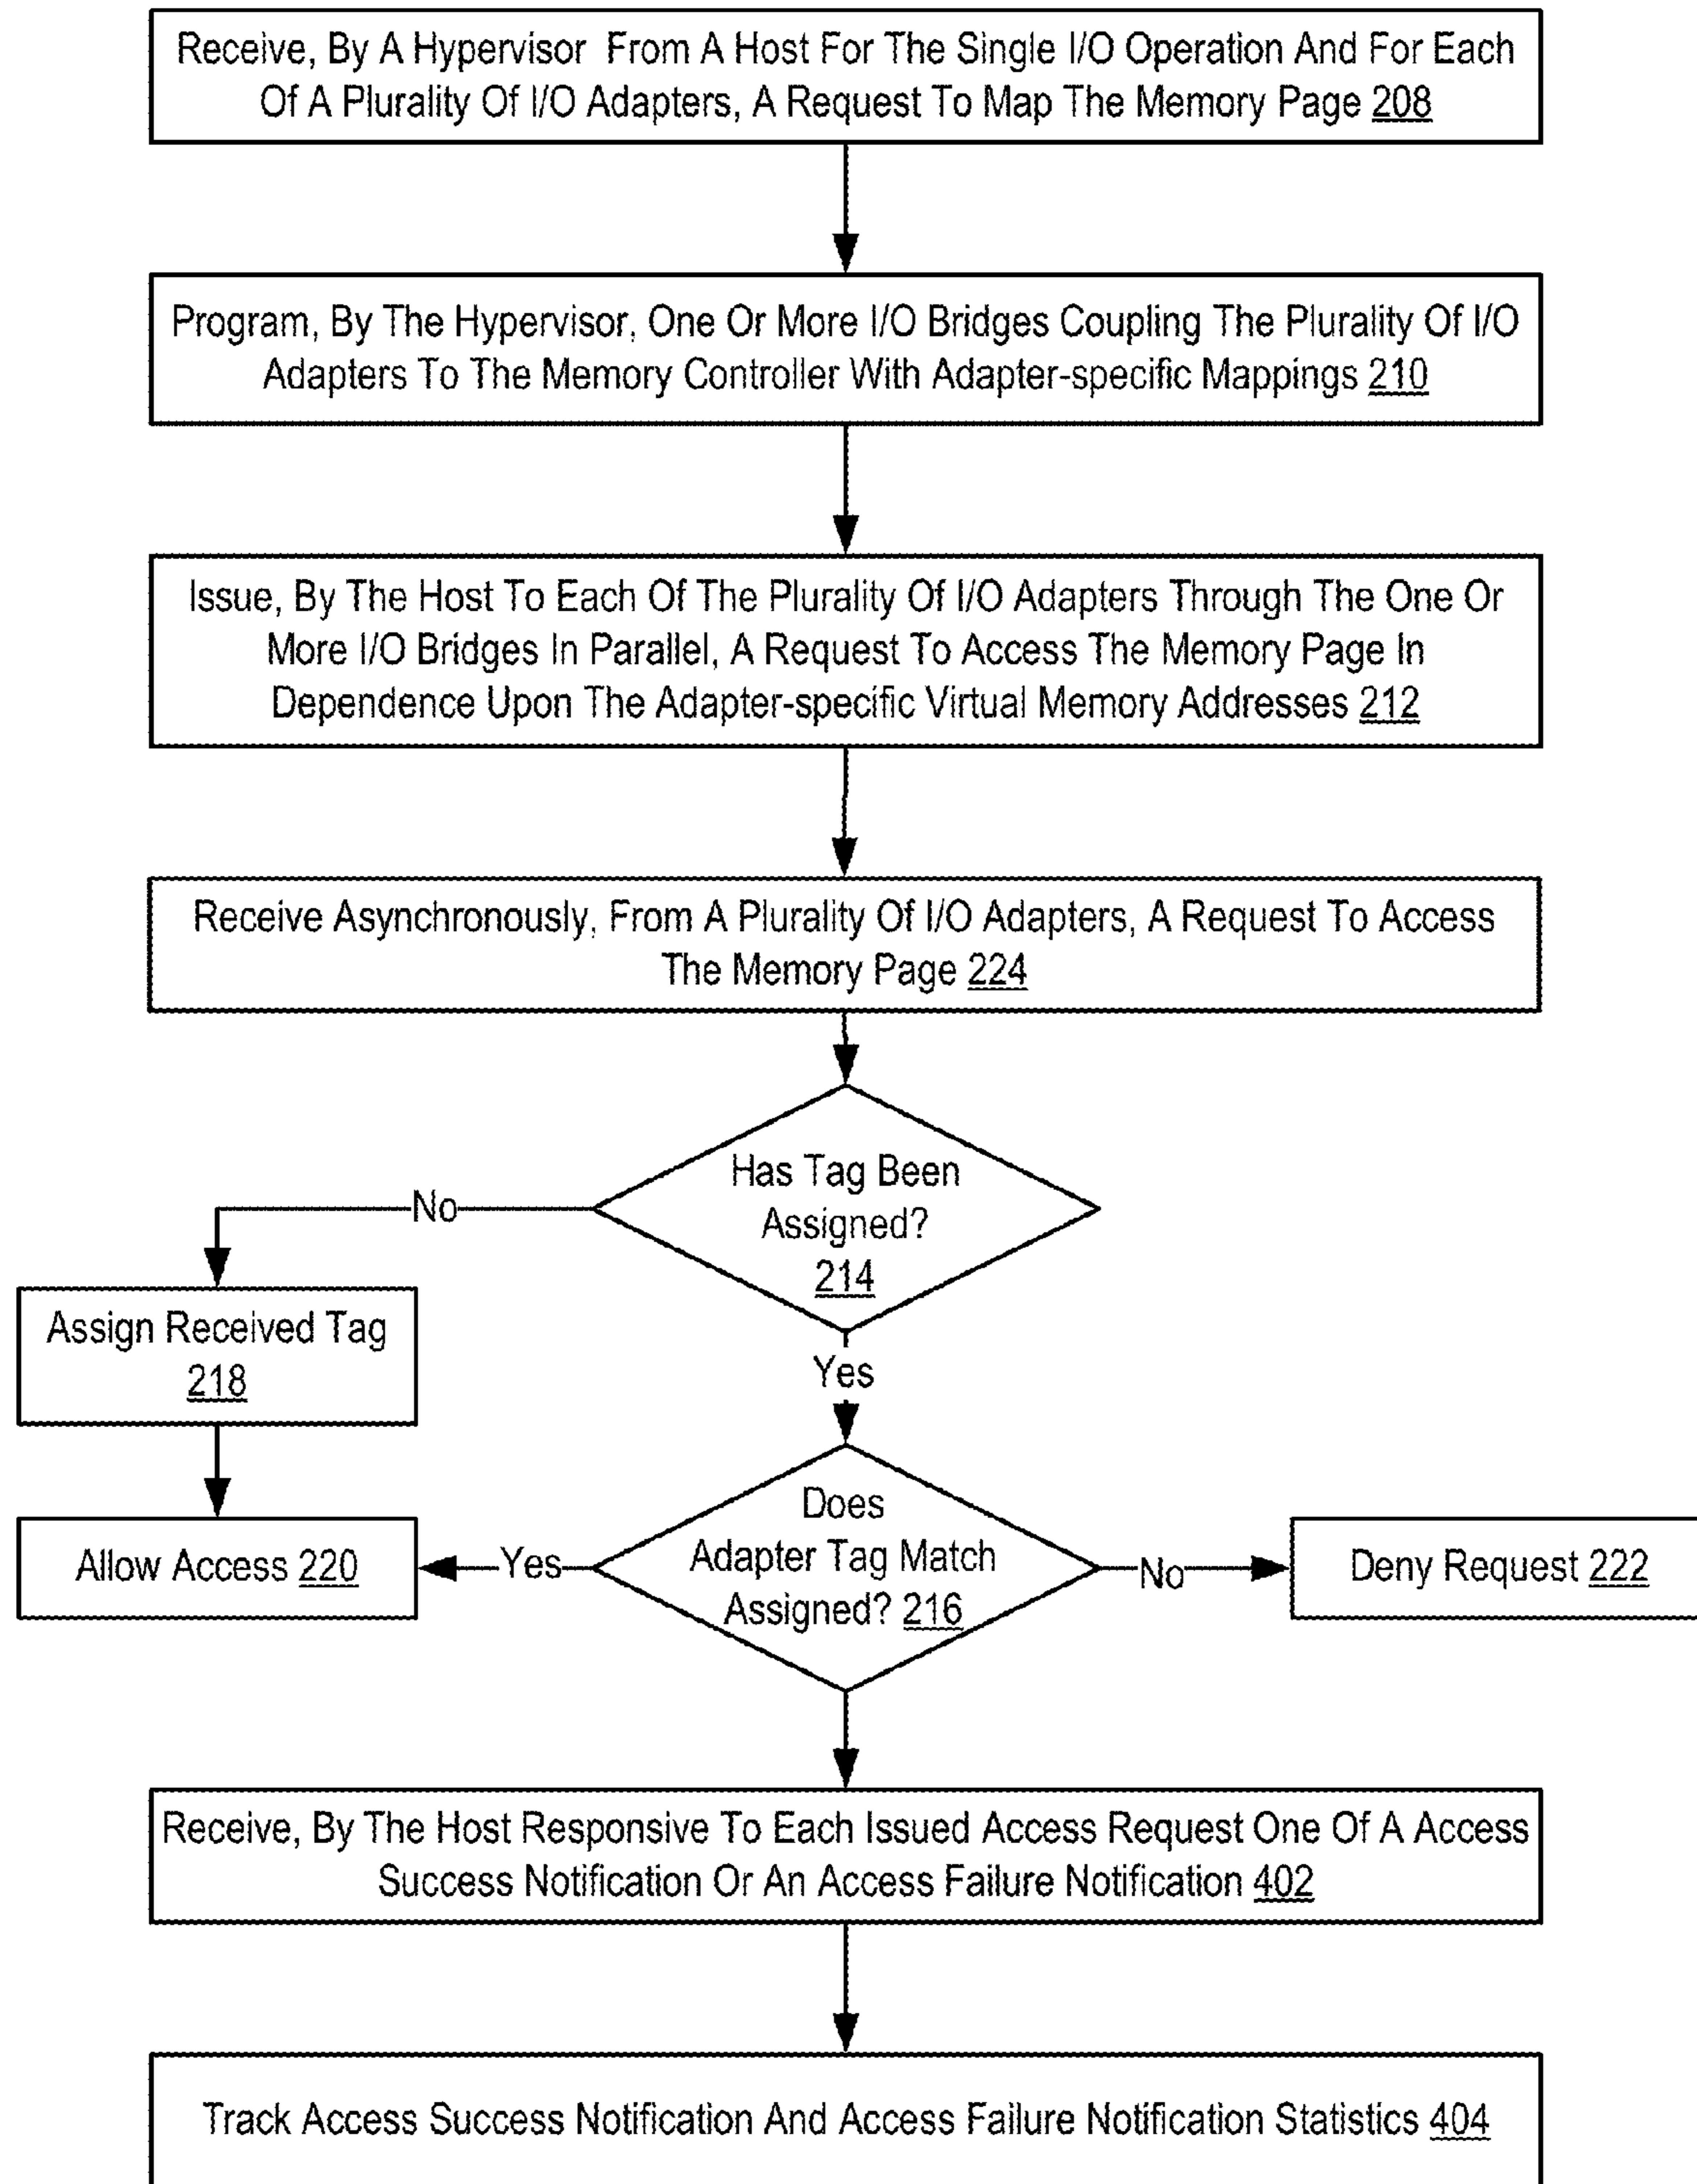 Receive, By A Hypervisor From A Host For The Single I/O Operation And For Each
Of A Plurality Of I/O Adapters, A Request To Map The Memory Page 208
Program, By The Hypervisor, One Or More I/O Bridges Coupling The Plurality Of I/O
Adapters To The Memory Controller With Adapter-specific Mappings 210
Issue, By The Host To Each Of The Plurality Of I/O Adapters Through The One Or
More I/O Bridges In Parallel, A Request To Access The Memory Page In
Dependence Upon The Adapter-specific Virtual Memory Addresses 212
Receive Asynchronously, From A Plurality Of I/O Adapters, A Request To Access
The Memory Page 224
Has Tag Been
Assigned?
214
No
Yes
Assign Received Tag
218
Does
Adapter Tag Match
Assigned? 216
Yes
No
Allow Access 220
Deny Request 222
Receive, By The Host Responsive To Each Issued Access Request One Of A Access
Success Notification Or An Access Failure Notification 402
Track Access Success Notification And Access Failure Notification Statistics 404